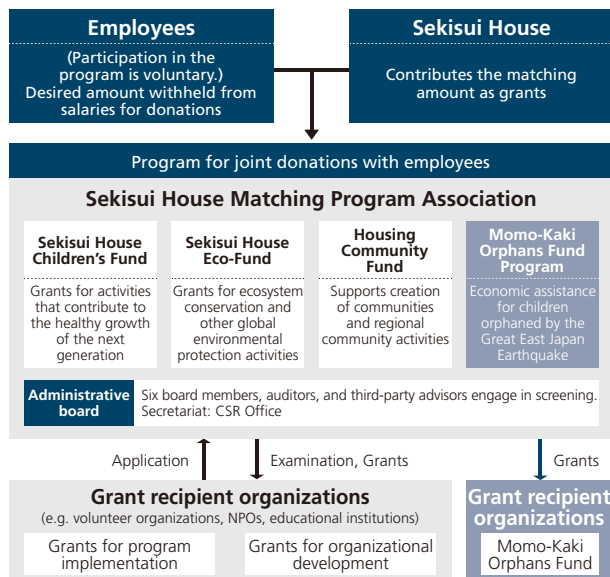 Employees
(Participation in the
program is voluntary.)
Desired amount withheld from
salaries for donations
Sekisui House
Contributes the matching
amount as grants
Program for joint donations with employees
Sekisui House Matching Program Association
Sekisui House
Children's Fund
Grants for activities
that contribute to
the healthy growth
of the next
generation
Sekisui House
Eco-Fund
Grants for ecosystem
conservation and
other global
environmental
protection activities
Housing
Community
Fund
Supports creation
of communities
and regional
community activities
Momo-Kaki
Orphans Fund
Program
Economic assistance
for children
orphaned by the
Great East Japan
Earthquake
Administrative
board
Six board members, auditors, and third-party advisors engage in screening.
Secretariat: CSR Office
Application
Examination, Grants
Grants
Grant recipient organizations
(e.g. volunteer organizations, NPOs, educational institutions)
Grants for program
implementation
Grants for organizational
development
Grant recipient
organizations
Momo-Kaki
Orphans Fund